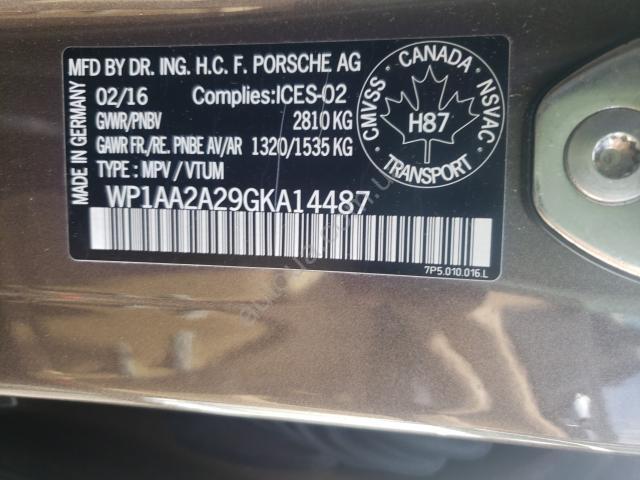 MFD BY DR. ING. H.C. F. PORSCHE AG
02/16 Complies:ICES-02
GVWR/PNBV 2810 KG
GAWR FR,/RE. PNBE AV/AR 1320/1535 KG
TYPE : MPV / VTUM
WP1AA2A29GKA14487
MADE IN GERMANY
CANADA
CMVSS
NSVAC
H87
TRANSPORT
7P5.010.016.L